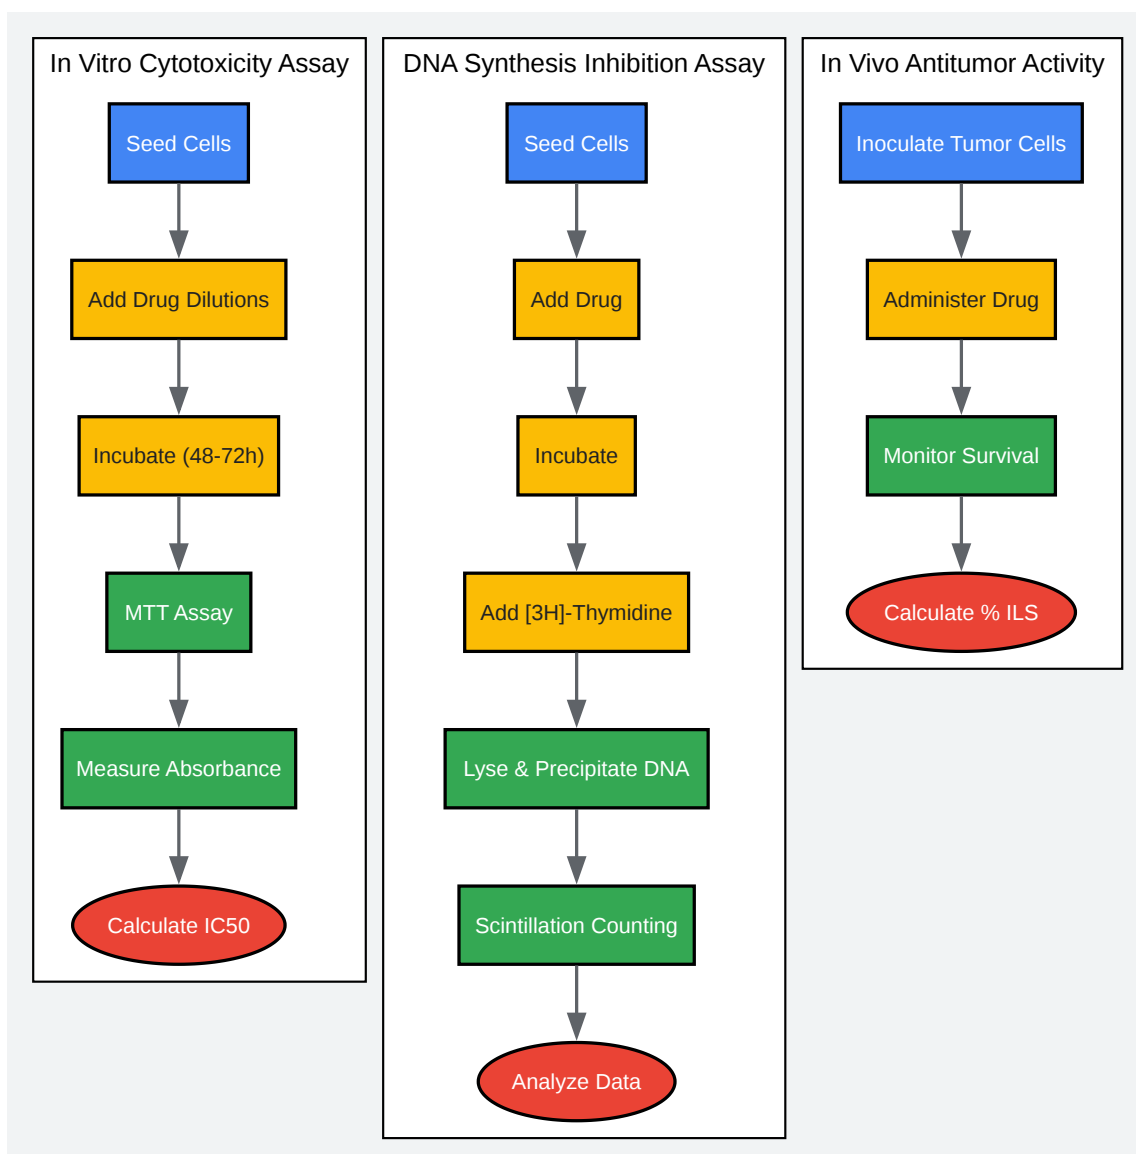 In Vitro Cytotoxicity Assay
Seed Cells
Add Drug Dilutions
Incubate (48-72h)
MTT Assay
Measure Absorbance
Calculate IC50
DNA Synthesis Inhibition Assay
Seed Cells
Add Drug
Incubate
Add [3H]-Thymidine
Lyse & Precipitate DNA
Scintillation Counting
Analyze Data
In Vivo Antitumor Activity
Inoculate Tumor Cells
Administer Drug
Monitor Survival
Calculate % ILS